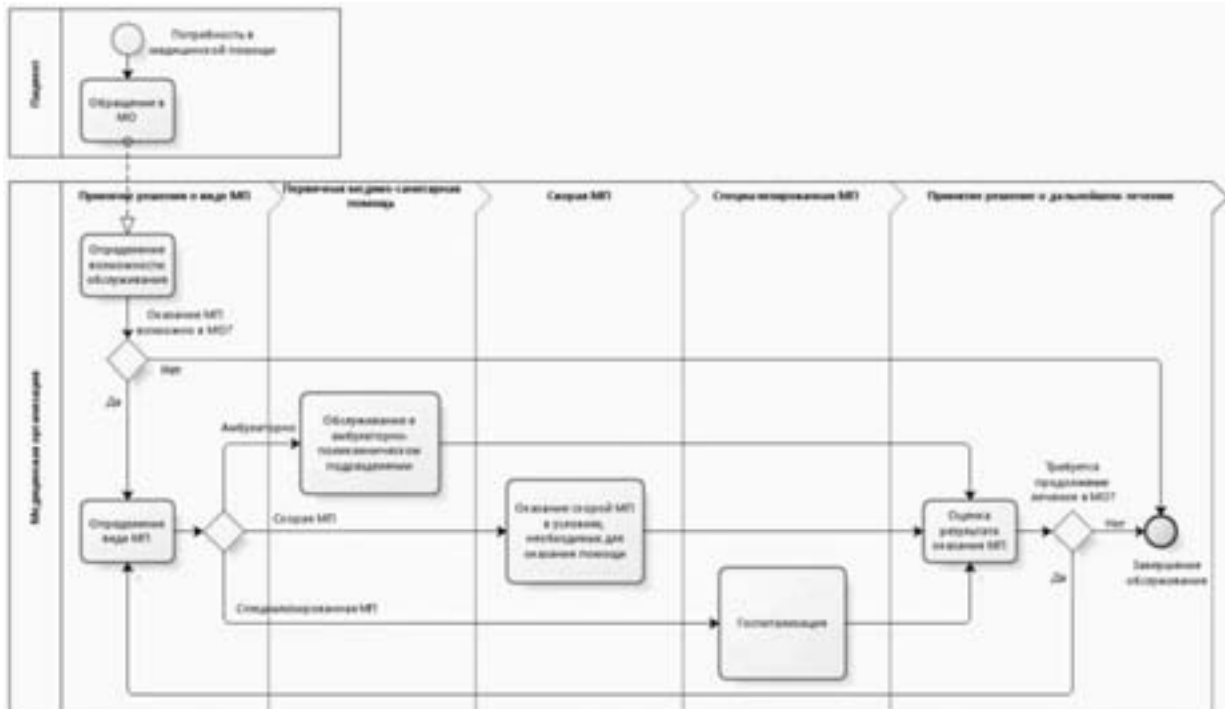 Пациент
Потребность в
медицинской помощи
Обращение в
МО
Медицинская организация
Принятие решения о виде МП
Первичная медико-санитарная
помощь
Скорая МП
Специализированная МП
Принятие решения о дальнейшем лечении
Определение
возможности
обслуживания
Оказание МП
возможно в МО?
Нет
Да
Амбулаторно
Обслуживание в
амбулаторно-
поликлиническом
подразделении
Определение
вида МП
Скорая МП
Оказание скорой МП
в условиях,
необходимых для
оказания помощи
Специализированная МП
Госпитализация
Оценка
результата
оказания МП
Требуется
продолжение
лечения в МО?
Нет
Да
Завершение
обслуживания